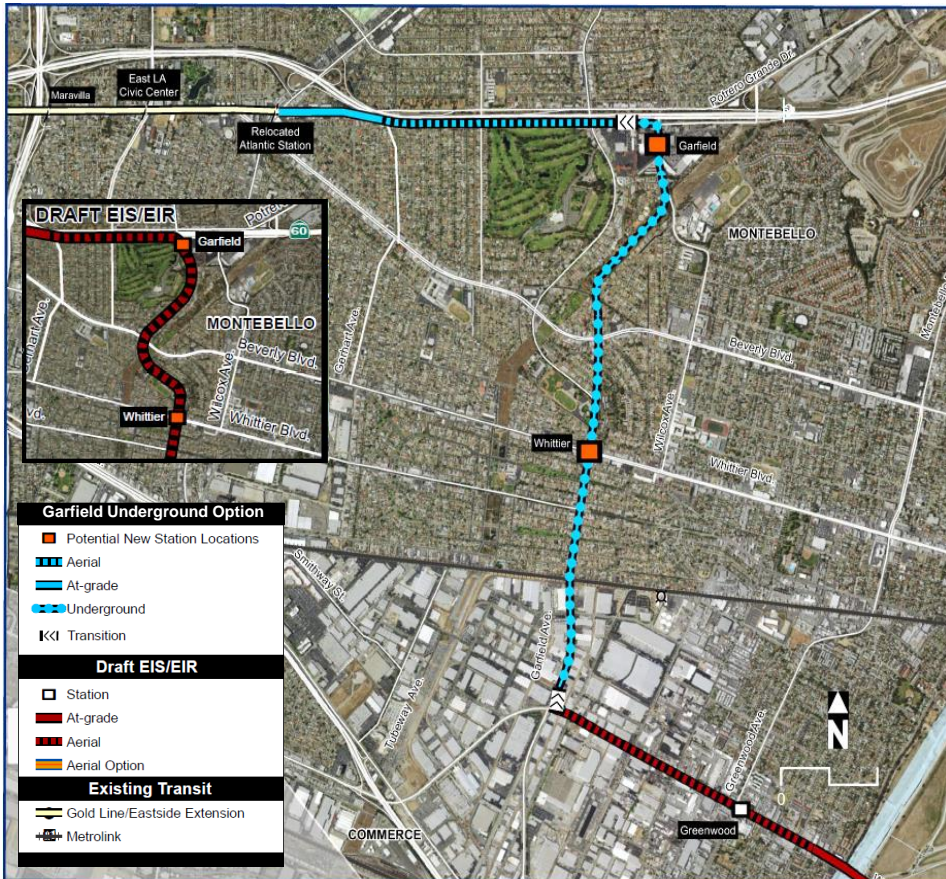 Maravilla
East LA
Civic Center
Relocated
Atlantic Station
Potrero Grande Dr.
Garfield
MONTEBELLO
DRAFT EIS/EIR
60
Garfield
MONTEBELLO
Beverly Blvd.
Wilcox Ave.
Whittier
Whittier Blvd.
Gerhart Ave.
Beverly Blvd.
Whittier
Wilcox Ave.
Whittier Blvd.
Garfield Underground Option
Potential New Station Locations
Aerial
At-grade
Underground
Transition
Draft EIS/EIR
Station
At-grade
Aerial
Aerial Option
Existing Transit
Gold Line/Eastside Extension
Metrolink
Smithway St.
Tubeway Ave.
Garfield Ave.
Greenwood Ave.
N
0
Greenwood
COMMERCE